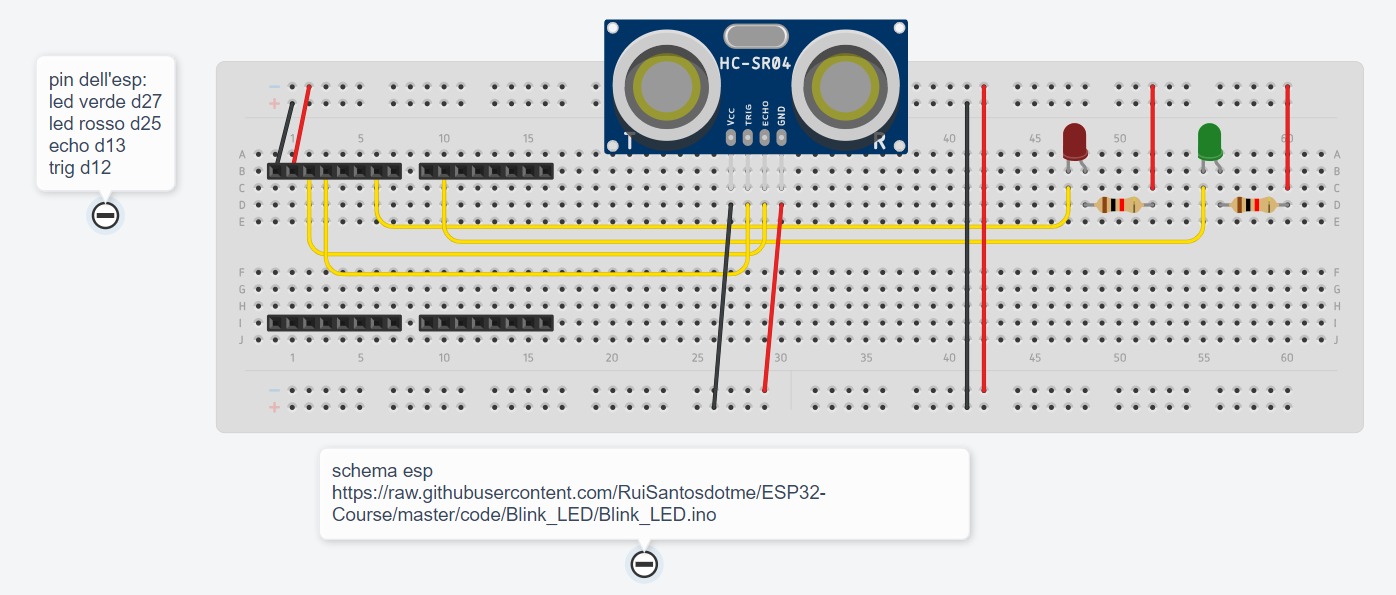 pin dell'esp:
led verde d27
led rosso d25
echo d13
trig d12
HC-SR04
VCC TRIG ECHO GND
T R
− −
+ +
1 5 10 15 40 45 50 55 60
A A
B B
C C
D D
E E
F F
G G
H H
I I
J J
1 5 10 15 20 25 30 35 40 45 50 55 60
−
+
schema esp
https://raw.githubusercontent.com/RuiSantosdotme/ESP32-
Course/master/code/Blink_LED/Blink_LED.ino